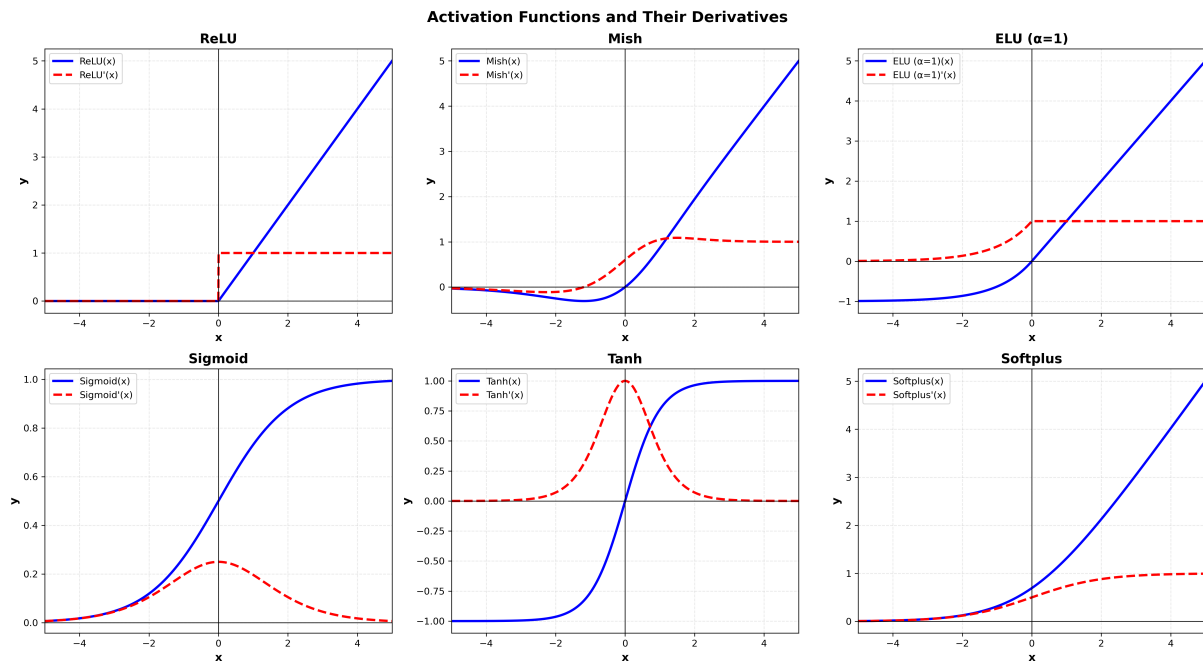 Activation Functions and Their Derivatives
ReLU
ReLU(x)
ReLU'(x)
5
4
3
2
1
0
y
−4 −2 0 2 4
x
Mish
Mish(x)
Mish'(x)
5
4
3
2
1
0
y
−4 −2 0 2 4
x
ELU (α=1)
ELU (α=1)(x)
ELU (α=1)'(x)
5
4
3
2
1
0
−1
y
−4 −2 0 2 4
x
Sigmoid
Sigmoid(x)
Sigmoid'(x)
1.0
0.8
0.6
0.4
0.2
0.0
y
−4 −2 0 2 4
x
Tanh
Tanh(x)
Tanh'(x)
1.00
0.75
0.50
0.25
0.00
−0.25
−0.50
−0.75
−1.00
y
−4 −2 0 2 4
x
Softplus
Softplus(x)
Softplus'(x)
5
4
3
2
1
0
y
−4 −2 0 2 4
x